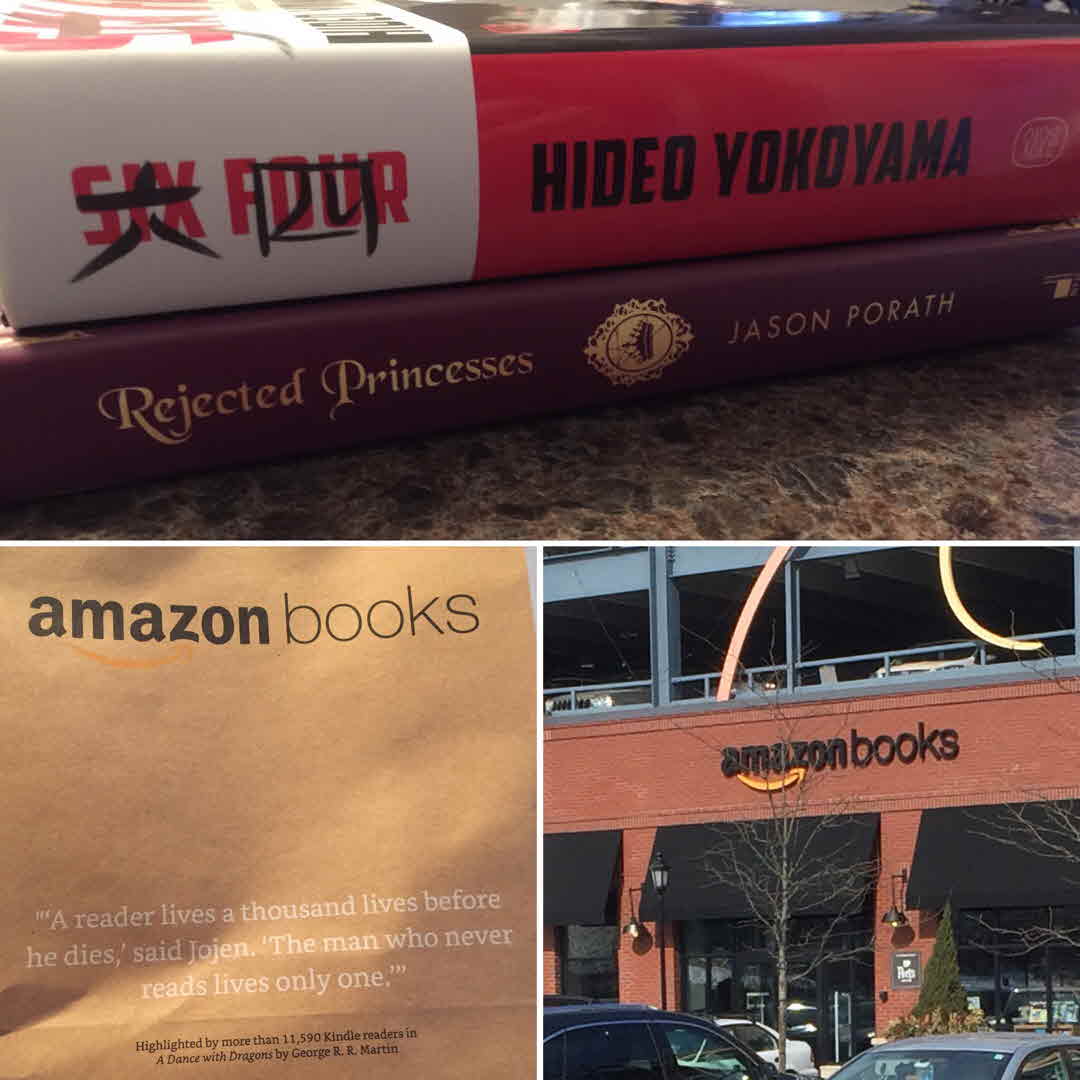 SIX FOUR
六四
HIDEO YOKOYAMA
Rejected Princesses
JASON PORATH
amazon books
"'A reader lives a thousand lives before
he dies,' said Jojen. 'The man who never
reads lives only one.'"
Highlighted by more than 11,590 Kindle readers in
A Dance with Dragons by George R. R. Martin
amazonbooks
Peet's